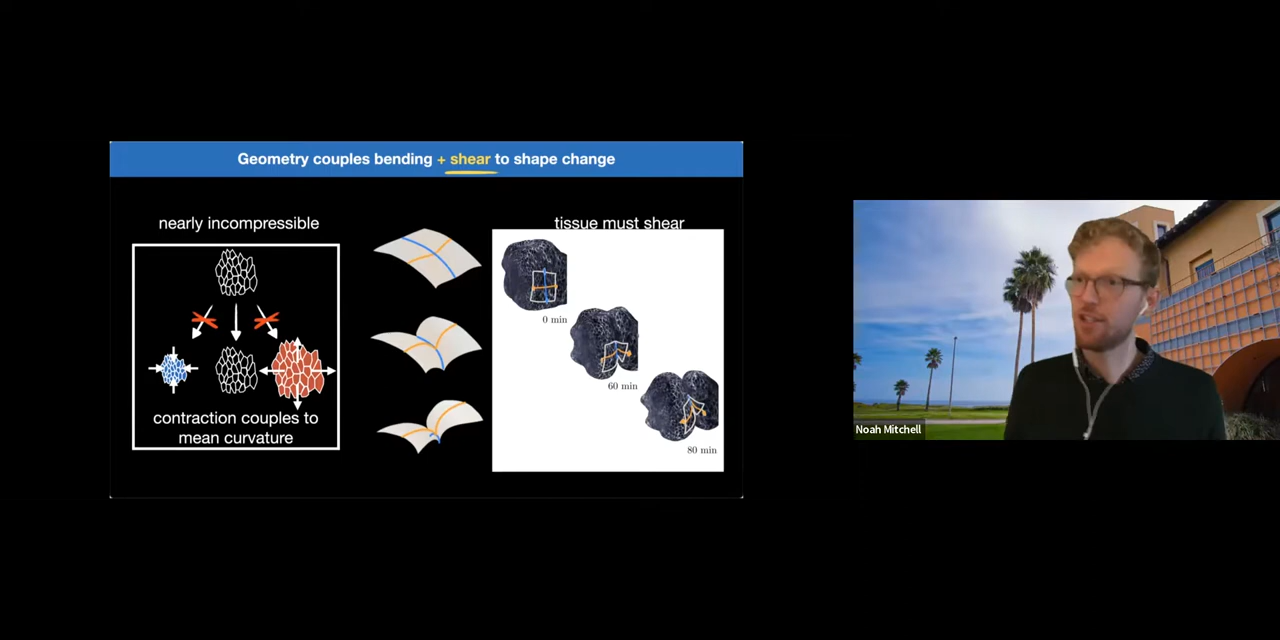 Geometry couples bending + shear to shape change
nearly incompressible
tissue must shear
0 min
60 min
80 min
contraction couples to
mean curvature
Noah Mitchell